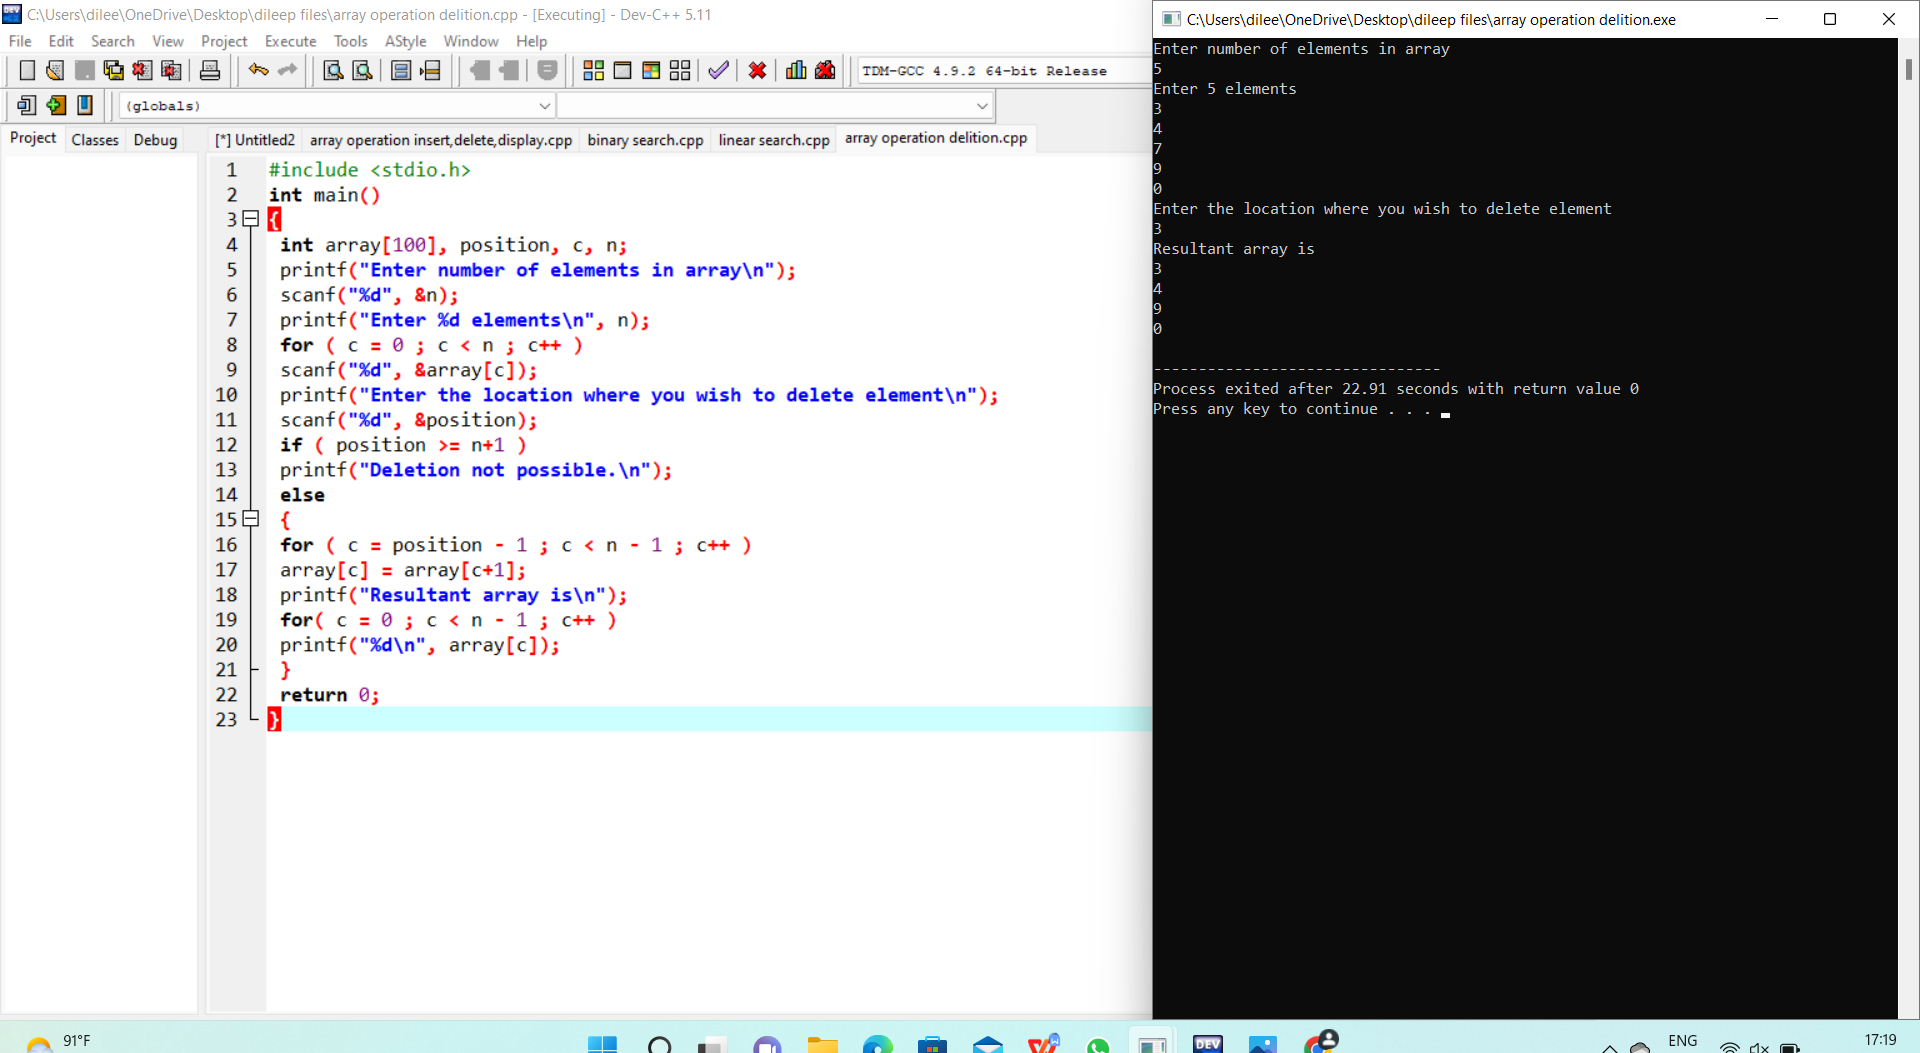 C:\Users\dilee\OneDrive\Desktop\dileep files\array operation delition.cpp - [Executing] - Dev-C++ 5.11
File Edit Search View Project Execute Tools AStyle Window Help
TDM-GCC 4.9.2 64-bit Release
(globals)
Project Classes Debug
[*] Untitled2 array operation insert,delete,display.cpp binary search.cpp linear search.cpp array operation delition.cpp
1 #include <stdio.h>
2 int main()
3 {
4 int array[100], position, c, n;
5 printf("Enter number of elements in array\n");
6 scanf("%d", &n);
7 printf("Enter %d elements\n", n);
8 for ( c = 0 ; c < n ; c++ )
9 scanf("%d", &array[c]);
10 printf("Enter the location where you wish to delete element\n");
11 scanf("%d", &position);
12 if ( position >= n+1 )
13 printf("Deletion not possible.\n");
14 else
15 {
16 for ( c = position - 1 ; c < n - 1 ; c++ )
17 array[c] = array[c+1];
18 printf("Resultant array is\n");
19 for( c = 0 ; c < n - 1 ; c++ )
20 printf("%d\n", array[c]);
21 }
22 return 0;
23 }
C:\Users\dilee\OneDrive\Desktop\dileep files\array operation delition.exe
Enter number of elements in array
5
Enter 5 elements
3
4
7
9
0
Enter the location where you wish to delete element
3
Resultant array is
3
4
9
0
--------------------------------
Process exited after 22.91 seconds with return value 0
Press any key to continue . . .
91°F
DEV
ENG
17:19